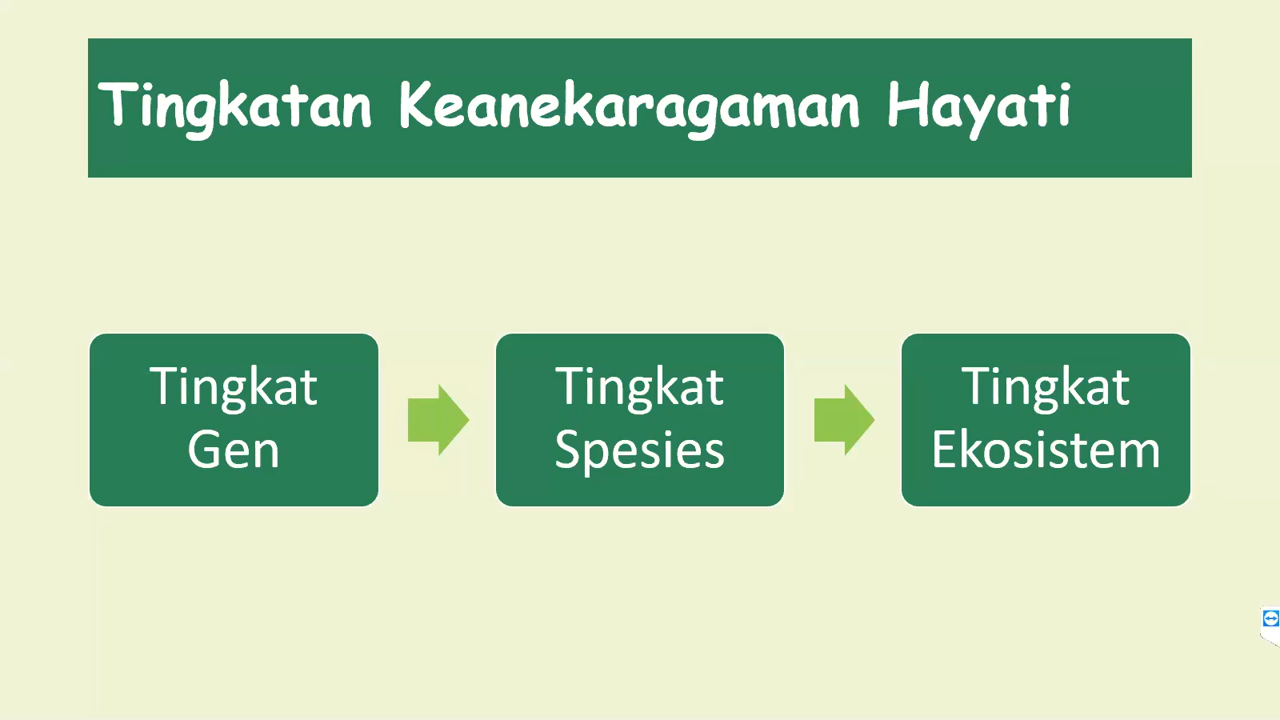 Tingkatan Keanekaragaman Hayati
Tingkat
Gen
Tingkat
Spesies
Tingkat
Ekosistem